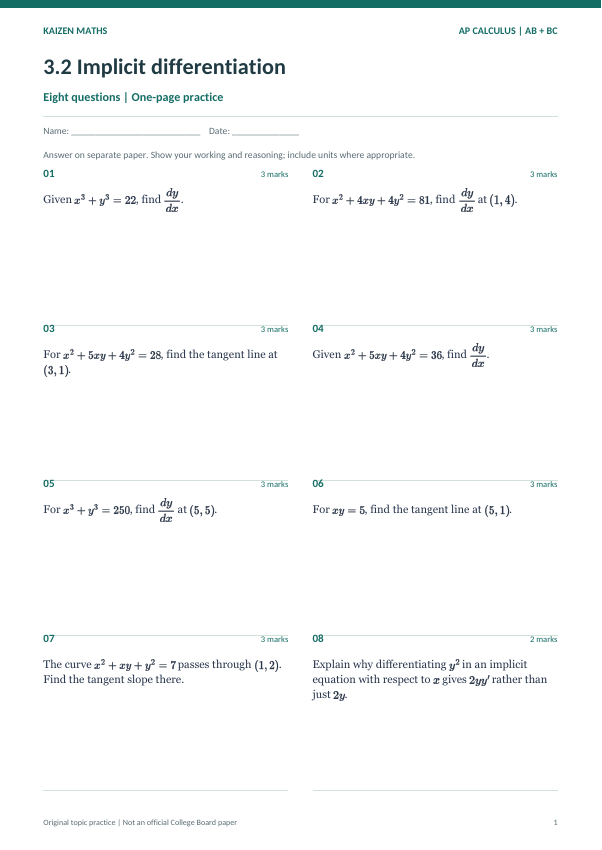 KAIZEN MATHS
AP CALCULUS | AB + BC
3.2 Implicit differentiation
Eight questions | One-page practice
Name: ____________________________ Date: ______________
Answer on separate paper. Show your working and reasoning; include units where appropriate.
01 3 marks
Given x³ + y³ = 22, find dy/dx.
02 3 marks
For x² + 4xy + 4y² = 81, find dy/dx at (1, 4).
03 3 marks
For x² + 5xy + 4y² = 28, find the tangent line at
(3, 1).
04 3 marks
Given x² + 5xy + 4y² = 36, find dy/dx.
05 3 marks
For x³ + y³ = 250, find dy/dx at (5, 5).
06 3 marks
For xy = 5, find the tangent line at (5, 1).
07 3 marks
The curve x² + xy + y² = 7 passes through (1, 2).
Find the tangent slope there.
08 2 marks
Explain why differentiating y² in an implicit
equation with respect to x gives 2yy′ rather than
just 2y.
Original topic practice | Not an official College Board paper
1